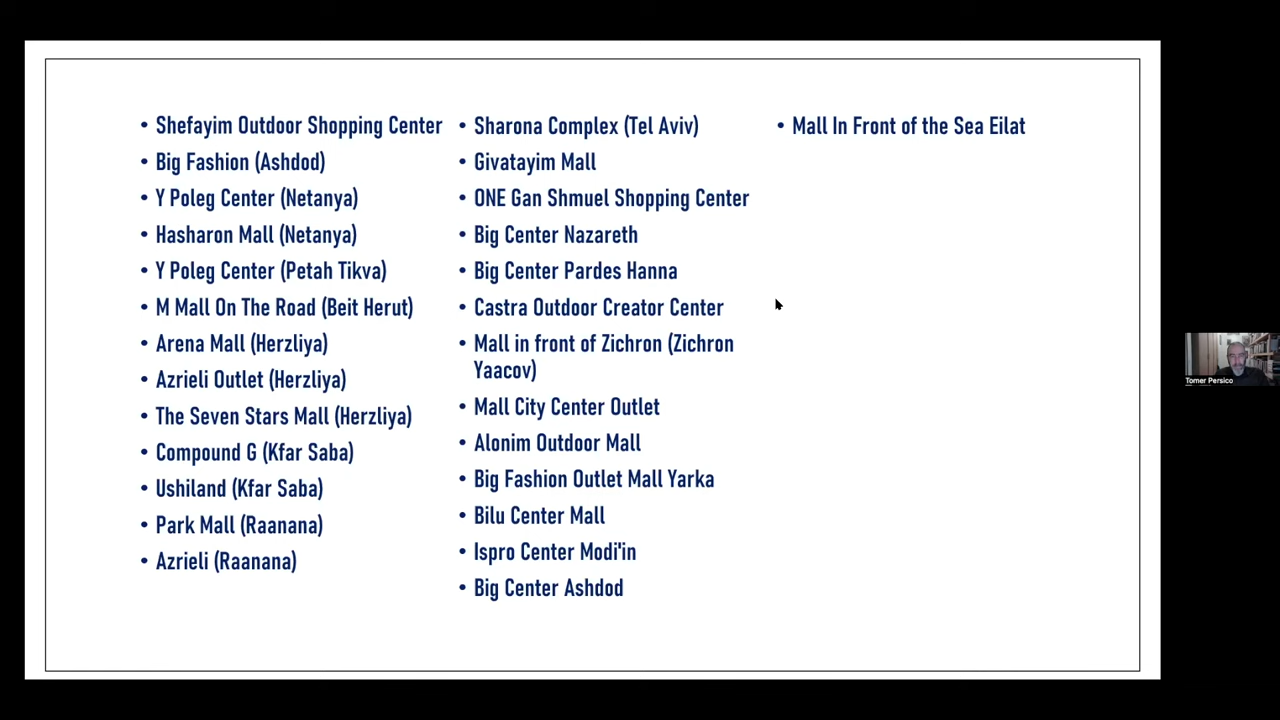 • Shefayim Outdoor Shopping Center
• Big Fashion (Ashdod)
• Y Poleg Center (Netanya)
• Hasharon Mall (Netanya)
• Y Poleg Center (Petah Tikva)
• M Mall On The Road (Beit Herut)
• Arena Mall (Herzliya)
• Azrieli Outlet (Herzliya)
• The Seven Stars Mall (Herzliya)
• Compound G (Kfar Saba)
• Ushiland (Kfar Saba)
• Park Mall (Raanana)
• Azrieli (Raanana)
• Sharona Complex (Tel Aviv)
• Givatayim Mall
• ONE Gan Shmuel Shopping Center
• Big Center Nazareth
• Big Center Pardes Hanna
• Castra Outdoor Creator Center
• Mall in front of Zichron (Zichron
Yaacov)
• Mall City Center Outlet
• Alonim Outdoor Mall
• Big Fashion Outlet Mall Yarka
• Bilu Center Mall
• Ispro Center Modi'in
• Big Center Ashdod
• Mall In Front of the Sea Eilat
Tomer Persico